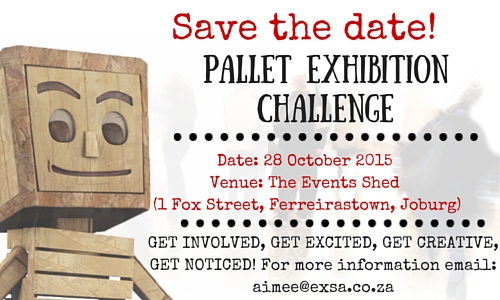 Save the date!
PALLET EXHIBITION
CHALLENGE
Date: 28 October 2015
Venue: The Events Shed
(1 Fox Street, Ferreirastown, Joburg)
GET INVOLVED, GET EXCITED, GET CREATIVE,
GET NOTICED! For more information email:
aimee@exsa.co.za